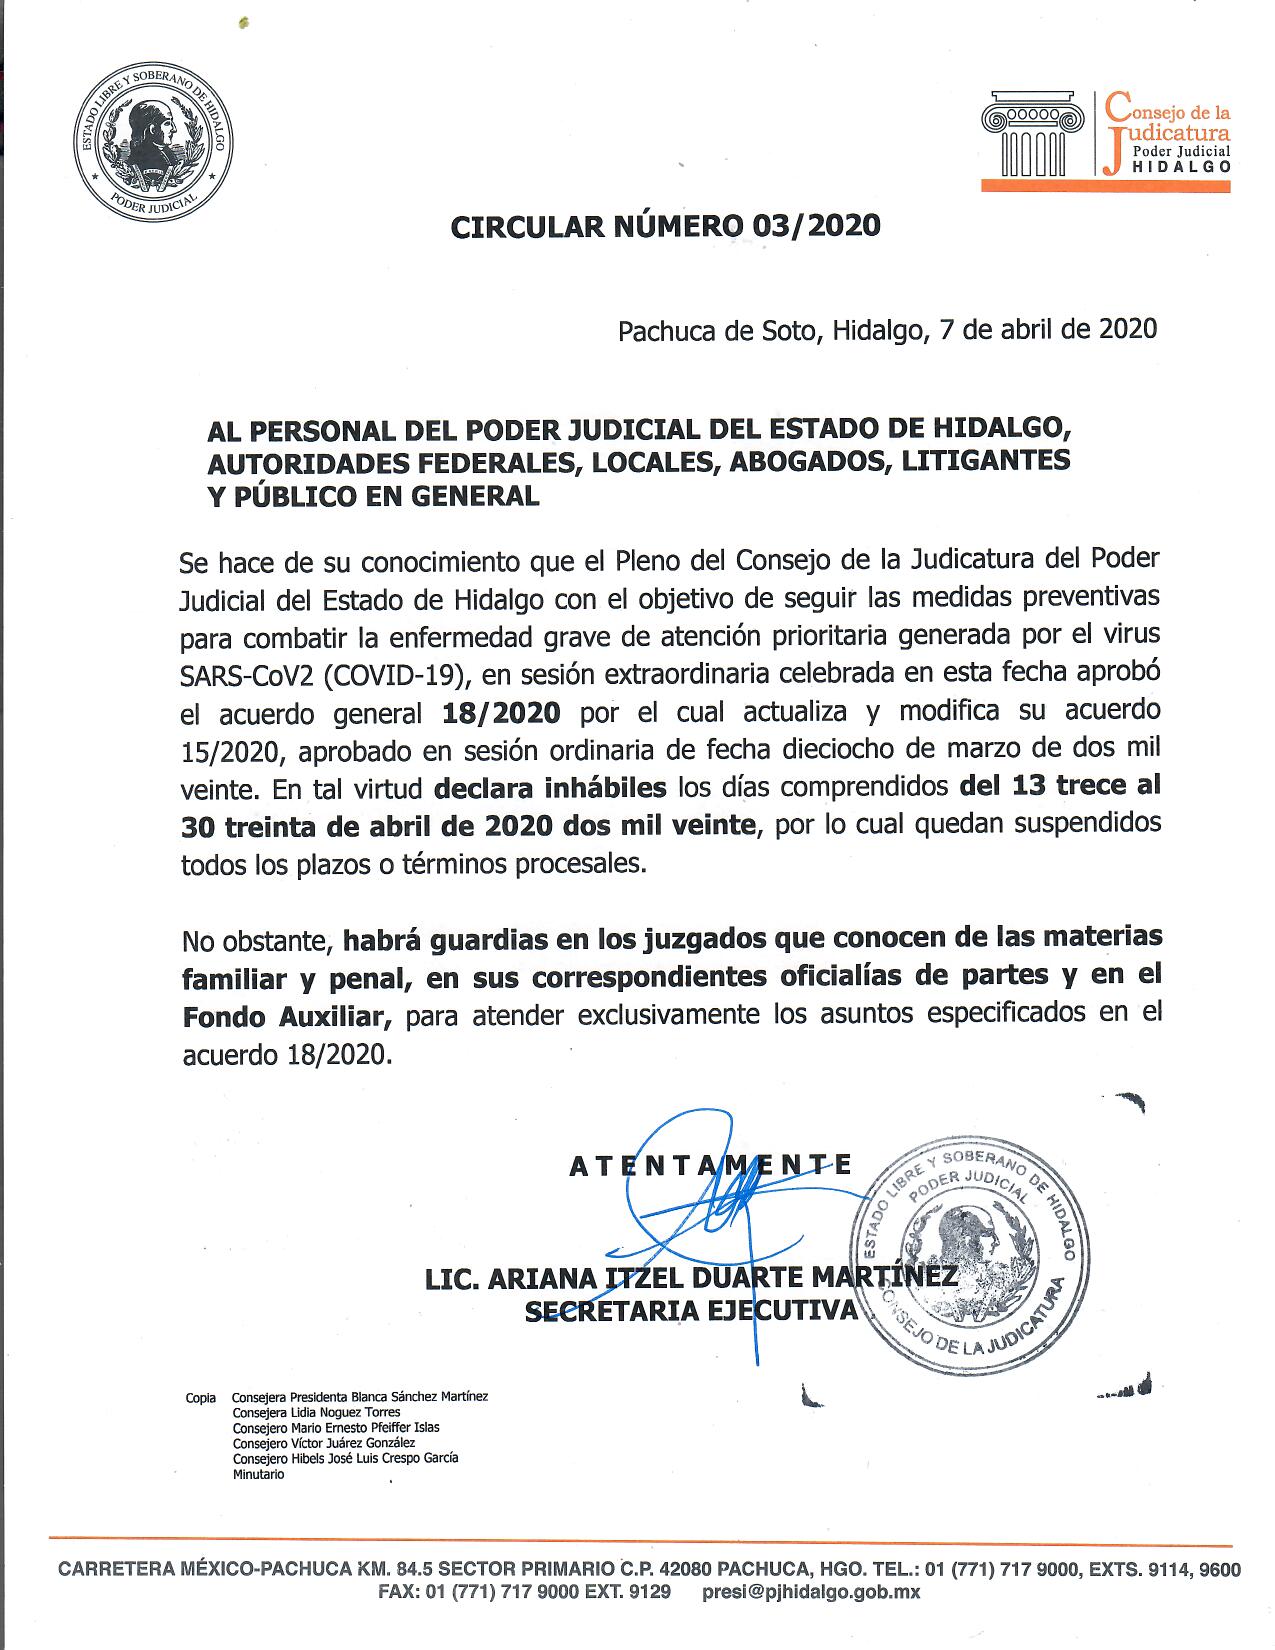 ESTADO LIBRE Y SOBERANO DE HIDALGO
PODER JUDICIAL
Consejo de la
Judicatura
Poder Judicial
HIDALGO
CIRCULAR NÚMERO 03/2020
Pachuca de Soto, Hidalgo, 7 de abril de 2020
AL PERSONAL DEL PODER JUDICIAL DEL ESTADO DE HIDALGO,
AUTORIDADES FEDERALES, LOCALES, ABOGADOS, LITIGANTES
Y PÚBLICO EN GENERAL
Se hace de su conocimiento que el Pleno del Consejo de la Judicatura del Poder
Judicial del Estado de Hidalgo con el objetivo de seguir las medidas preventivas
para combatir la enfermedad grave de atención prioritaria generada por el virus
SARS-CoV2 (COVID-19), en sesión extraordinaria celebrada en esta fecha aprobó
el acuerdo general 18/2020 por el cual actualiza y modifica su acuerdo
15/2020, aprobado en sesión ordinaria de fecha dieciocho de marzo de dos mil
veinte. En tal virtud declara inhábiles los días comprendidos del 13 trece al
30 treinta de abril de 2020 dos mil veinte, por lo cual quedan suspendidos
todos los plazos o términos procesales.
No obstante, habrá guardias en los juzgados que conocen de las materias
familiar y penal, en sus correspondientes oficialías de partes y en el
Fondo Auxiliar, para atender exclusivamente los asuntos especificados en el
acuerdo 18/2020.
ATENTAMENTE
LIC. ARIANA ITZEL DUARTE MARTÍNEZ
SECRETARIA EJECUTIVA
ESTADO LIBRE Y SOBERANO DE HIDALGO
PODER JUDICIAL
CONSEJO DE LA JUDICATURA
Copia Consejera Presidenta Blanca Sánchez Martínez
Consejera Lidia Noguez Torres
Consejero Mario Ernesto Pfeiffer Islas
Consejero Víctor Juárez González
Consejero Hibels José Luis Crespo García
Minutario
CARRETERA MÉXICO-PACHUCA KM. 84.5 SECTOR PRIMARIO C.P. 42080 PACHUCA, HGO. TEL.: 01 (771) 717 9000, EXTS. 9114, 9600
FAX: 01 (771) 717 9000 EXT. 9129 presi@pjhidalgo.gob.mx